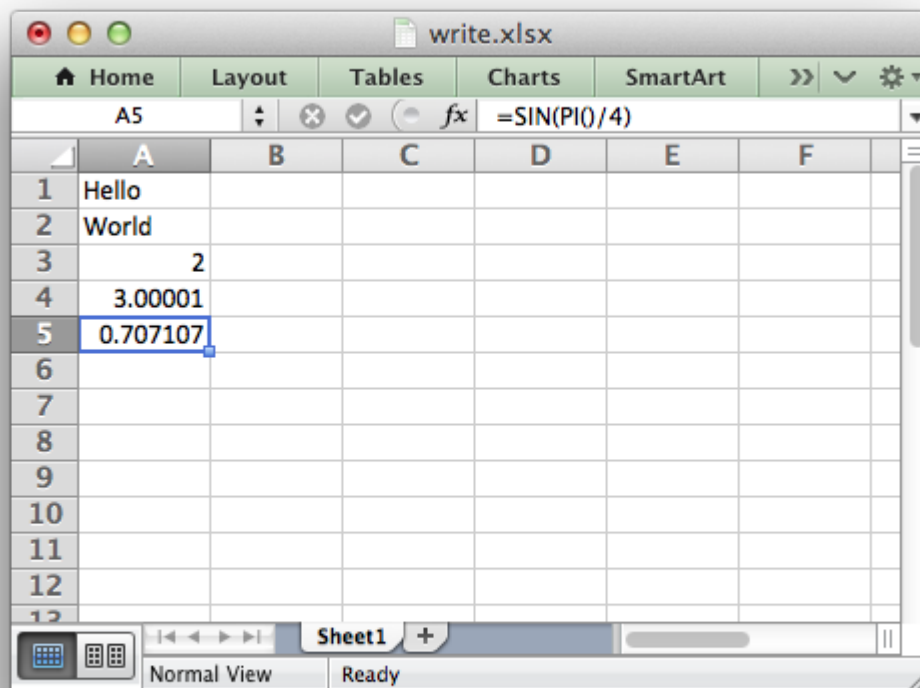 write.xlsx
Home Layout Tables Charts SmartArt
A5 fx =SIN(PI()/4)
A B C D E F
1 Hello
2 World
3 2
4 3.00001
5 0.707107
6
7
8
9
10
11
12
13
Sheet1 +
Normal View Ready